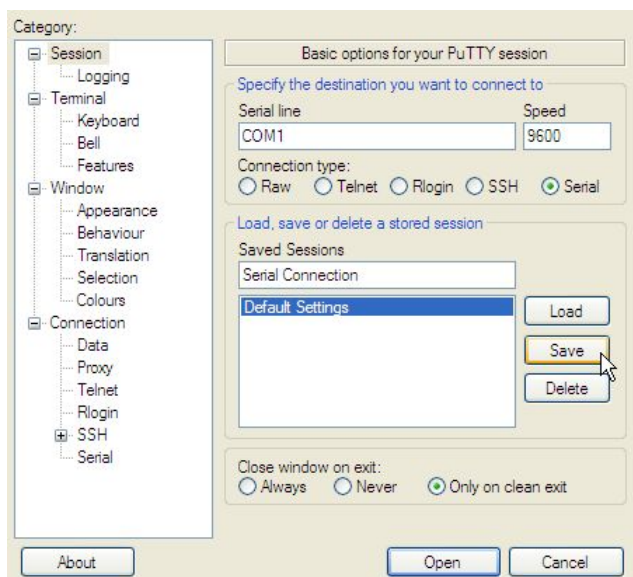 Category:
Session
Logging
Terminal
Keyboard
Bell
Features
Window
Appearance
Behaviour
Translation
Selection
Colours
Connection
Data
Proxy
Telnet
Rlogin
SSH
Serial
Basic options for your PuTTY session
Specify the destination you want to connect to
Serial line Speed
COM1 9600
Connection type:
Raw Telnet Rlogin SSH Serial
Load, save or delete a stored session
Saved Sessions
Serial Connection
Default Settings
Load
Save
Delete
Close window on exit:
Always Never Only on clean exit
About Open Cancel